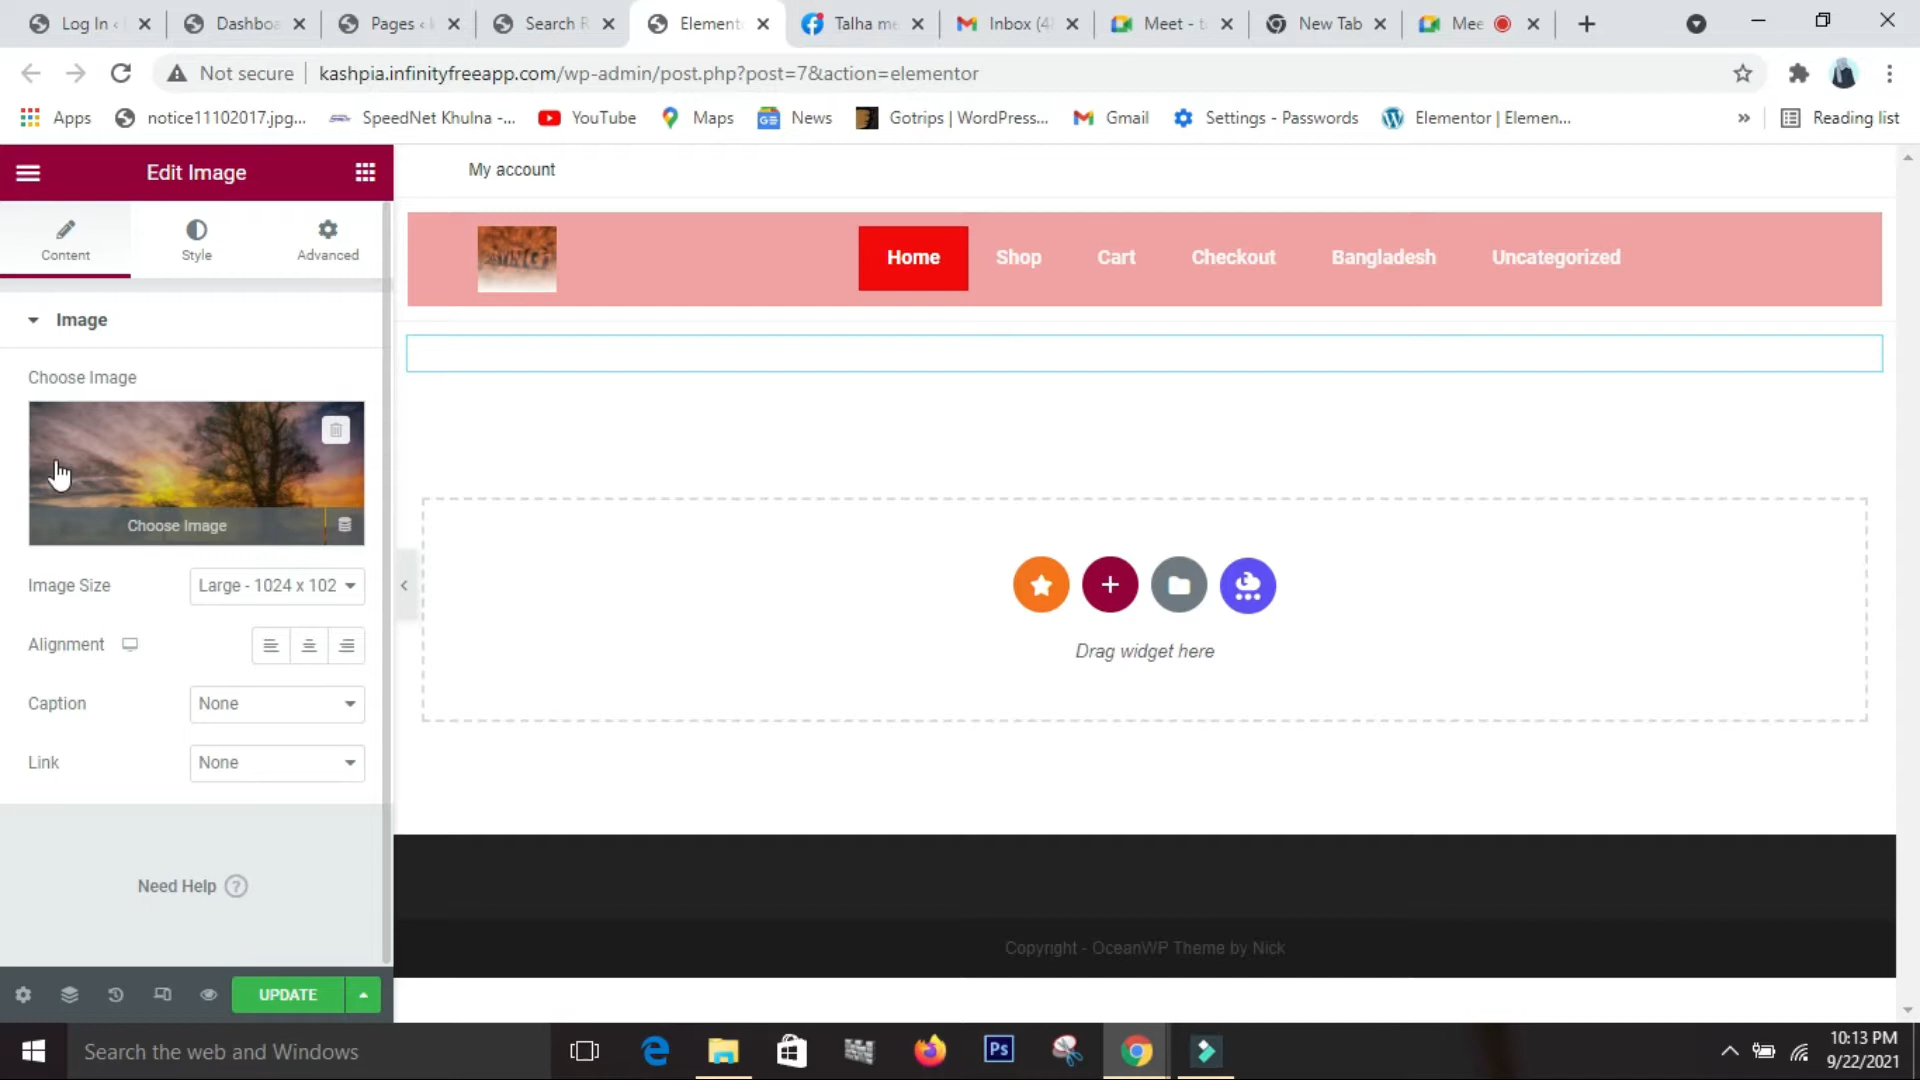 Log In ‹
Dashboa
Pages ‹
Search R
Elemento
Talha me
Inbox (4
Meet - t
New Tab
Mee
Not secure
kashpia.infinityfreeapp.com/wp-admin/post.php?post=7&action=elementor
Apps
notice11102017.jpg...
SpeedNet Khulna -...
YouTube
Maps
News
Gotrips | WordPress...
Gmail
Settings - Passwords
Elementor | Elemen...
»
Reading list
Edit Image
My account
Content
Style
Advanced
Home
Shop
Cart
Checkout
Bangladesh
Uncategorized
Image
Choose Image
Choose Image
Image Size
Large - 1024 x 102
Alignment
Caption
None
Link
None
Drag widget here
Need Help ?
Copyright - OceanWP Theme by Nick
UPDATE
Search the web and Windows
Ps
10:13 PM
9/22/2021